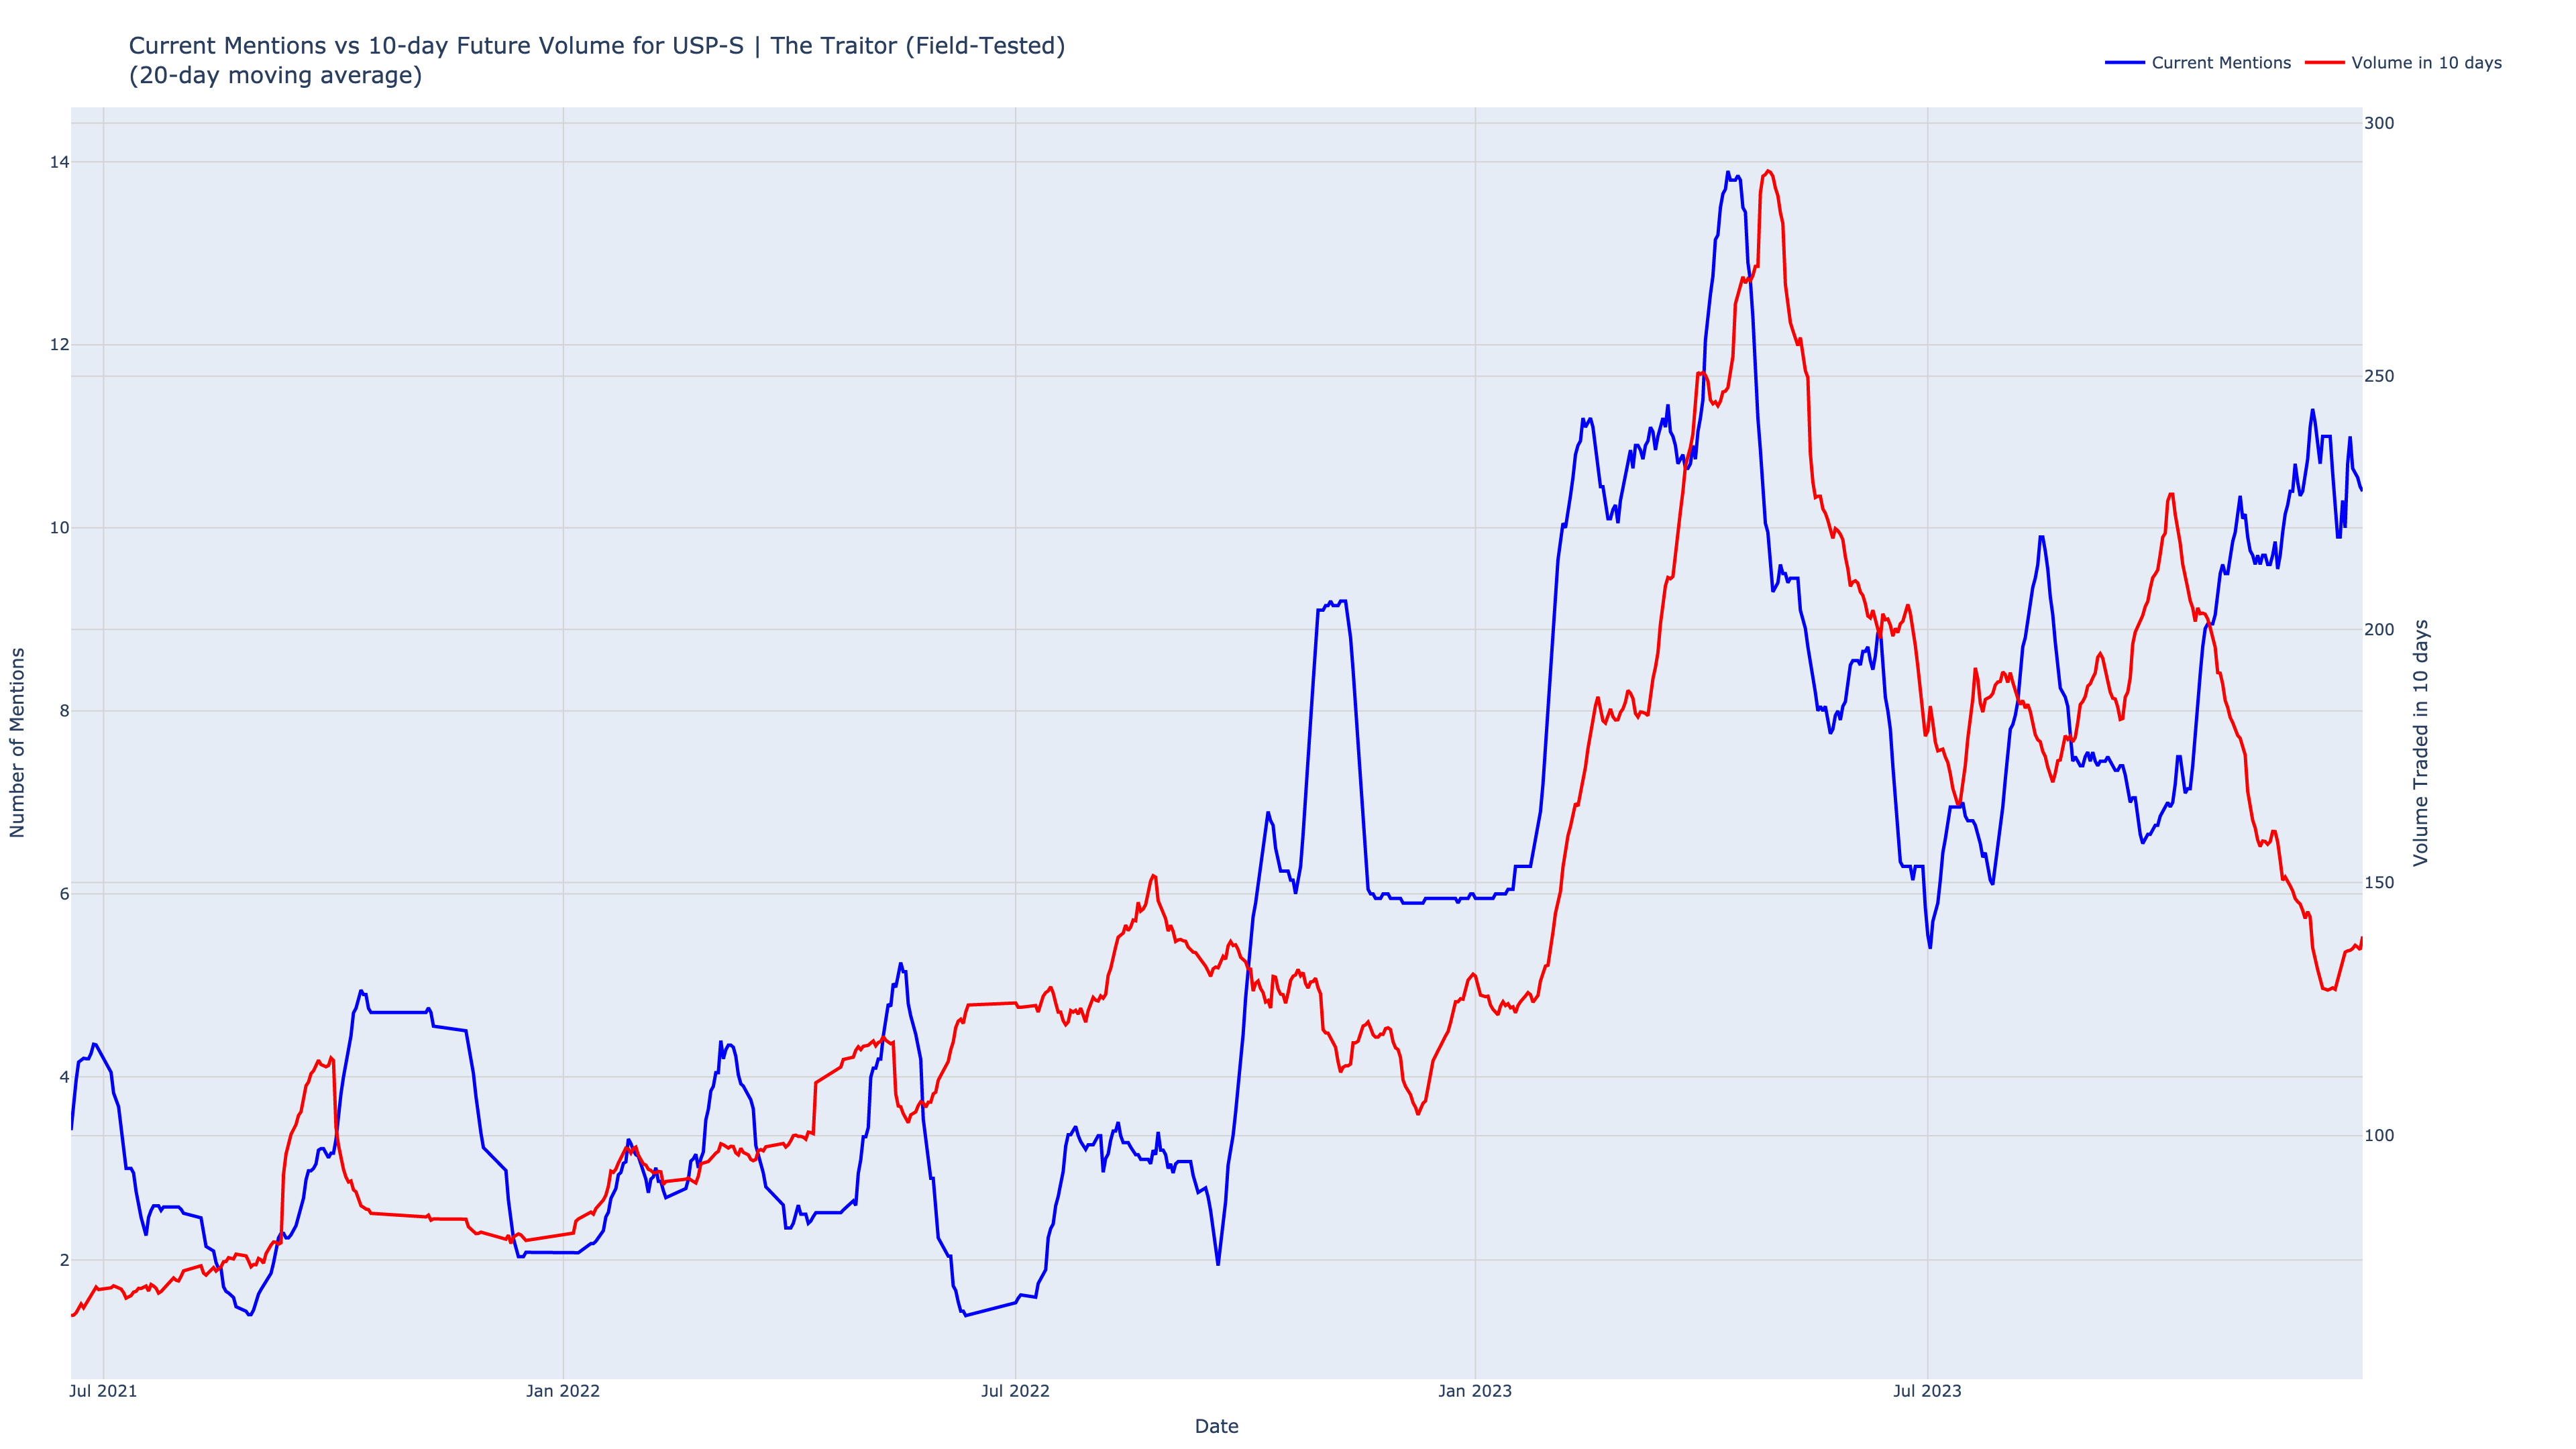 Current Mentions vs 10-day Future Volume for USP-S | The Traitor (Field-Tested)
(20-day moving average)
Current Mentions
Volume in 10 days
14
12
10
8
6
4
2
Number of Mentions
300
250
200
150
100
Volume Traded in 10 days
Jul 2021
Jan 2022
Jul 2022
Jan 2023
Jul 2023
Date